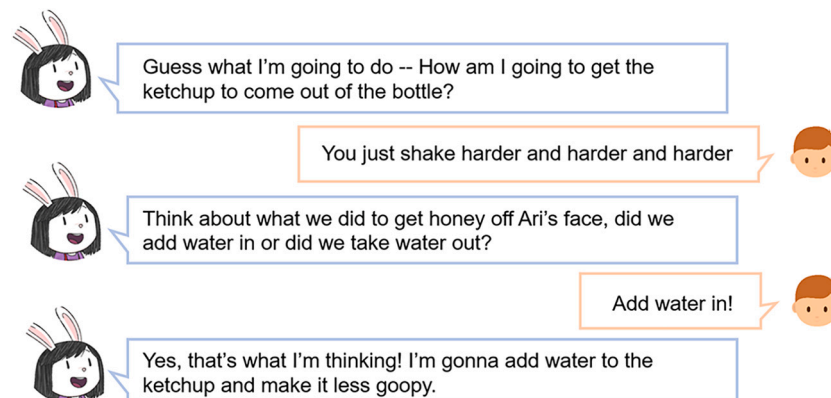 Guess what I'm going to do -- How am I going to get the
ketchup to come out of the bottle?
You just shake harder and harder and harder
Think about what we did to get honey off Ari's face, did we
add water in or did we take water out?
Add water in!
Yes, that's what I'm thinking! I'm gonna add water to the
ketchup and make it less goopy.